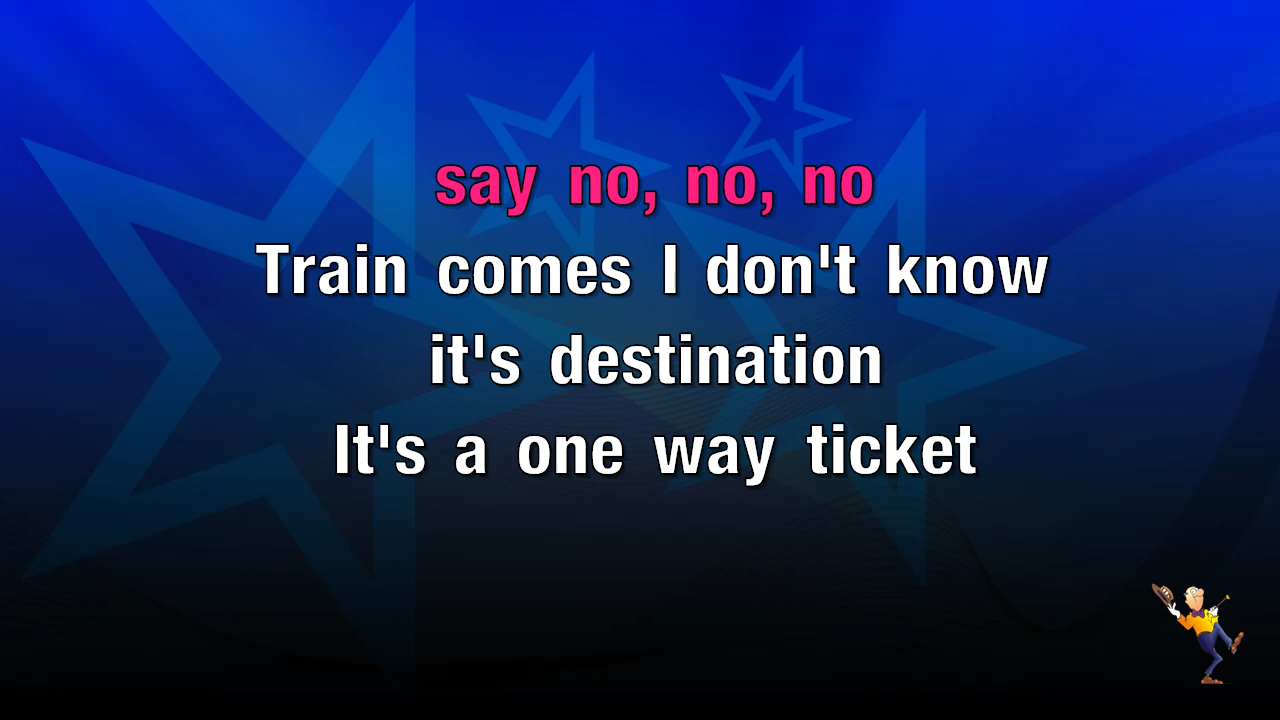 say no, no, no
Train comes I don't know
it's destination
It's a one way ticket